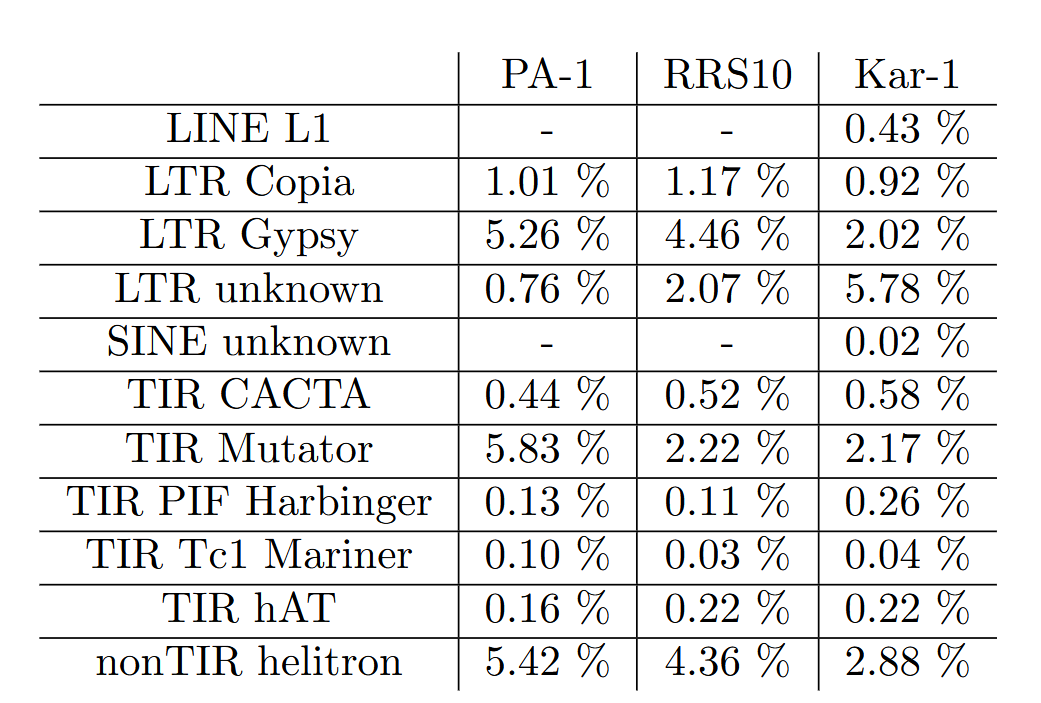 PA-1 RRS10 Kar-1
LINE L1 - - 0.43 %
LTR Copia 1.01 % 1.17 % 0.92 %
LTR Gypsy 5.26 % 4.46 % 2.02 %
LTR unknown 0.76 % 2.07 % 5.78 %
SINE unknown - - 0.02 %
TIR CACTA 0.44 % 0.52 % 0.58 %
TIR Mutator 5.83 % 2.22 % 2.17 %
TIR PIF Harbinger 0.13 % 0.11 % 0.26 %
TIR Tc1 Mariner 0.10 % 0.03 % 0.04 %
TIR hAT 0.16 % 0.22 % 0.22 %
nonTIR helitron 5.42 % 4.36 % 2.88 %